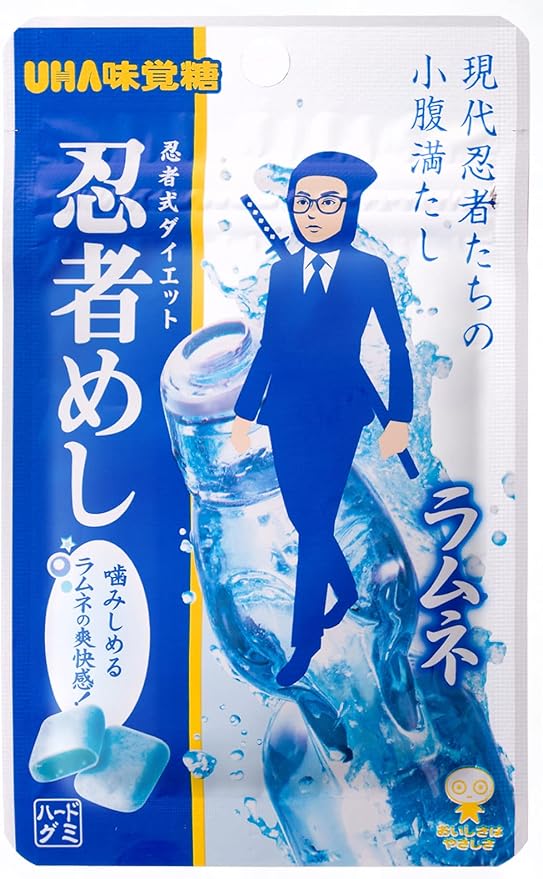 UHA味覚糖
現代忍者たちの
小腹満たし
忍者式ダイエット
忍者めし
ラムネ
噛みしめる
ラムネの爽快感！
ハード
グミ
おいしさは
やさしさ